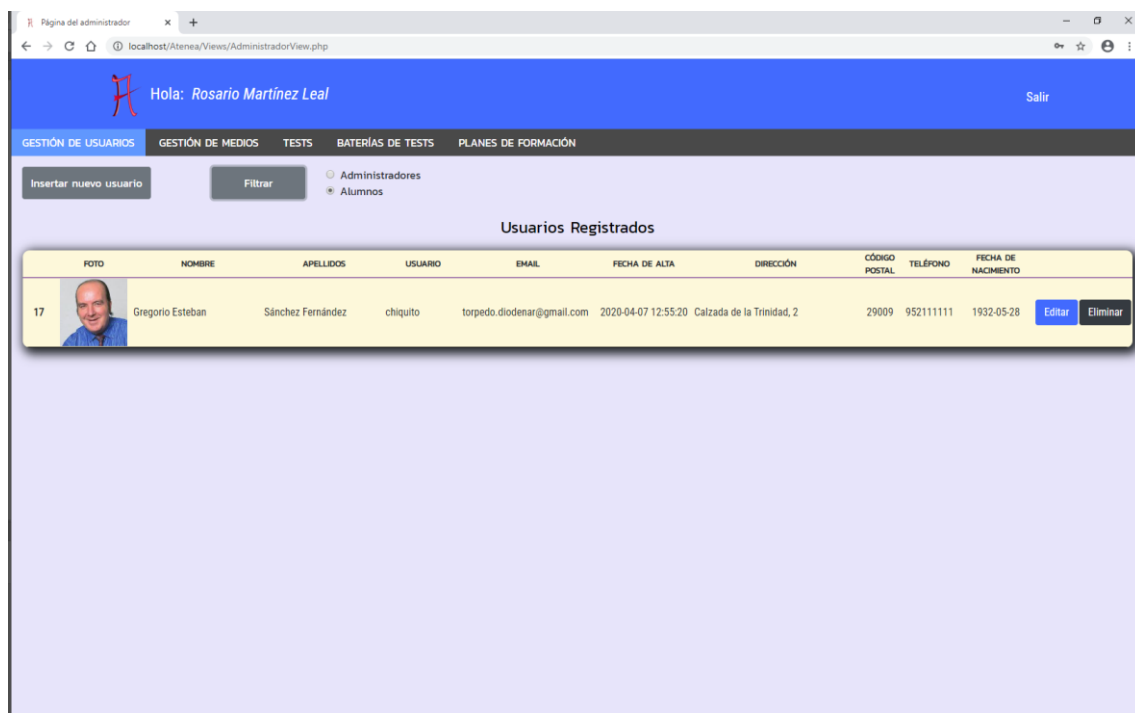 Página del administrador
localhost/Atenea/Views/AdministradorView.php
Hola: Rosario Martínez Leal
Salir
GESTIÓN DE USUARIOS GESTIÓN DE MEDIOS TESTS BATERÍAS DE TESTS PLANES DE FORMACIÓN
Insertar nuevo usuario Filtrar Administradores
Alumnos
Usuarios Registrados
FOTO NOMBRE APELLIDOS USUARIO EMAIL FECHA DE ALTA DIRECCIÓN CÓDIGO POSTAL TELÉFONO FECHA DE NACIMIENTO
17 Gregorio Esteban Sánchez Fernández chiquito torpedo.diodenar@gmail.com 2020-04-07 12:55:20 Calzada de la Trinidad, 2 29009 952111111 1932-05-28 Editar Eliminar